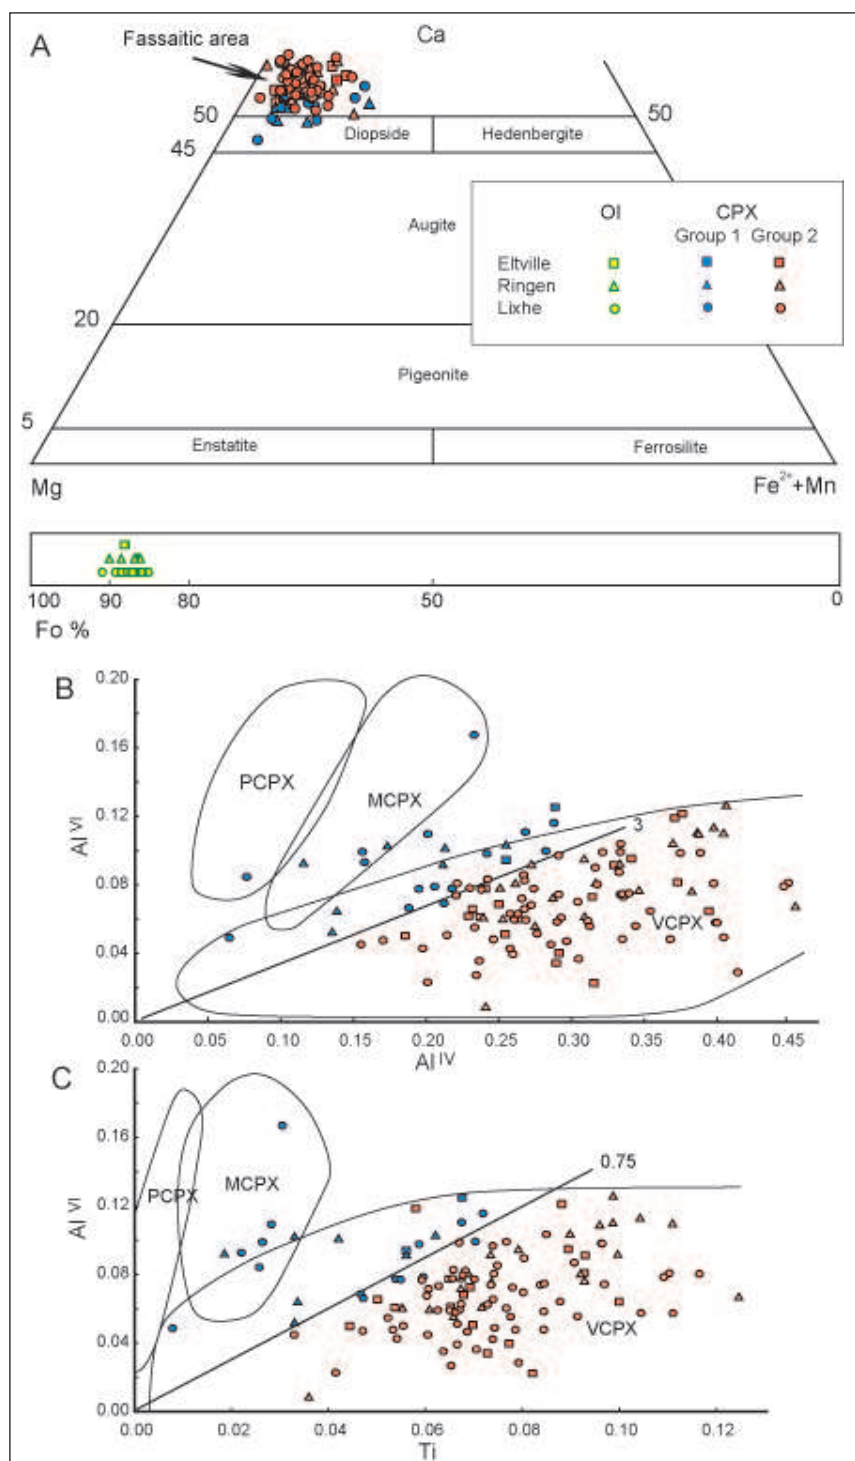 A
Ca
Fassaitic area
50
50
Diopside
Hedenbergite
45
Augite
Ol
CPX
Group 1 Group 2
Eltville
Ringen
Lixhe
20
Pigeonite
5
Enstatite
Ferrosilite
Mg
Fe2++Mn
100
90
80
50
0
Fo %
B
0.20
0.16
0.12
0.08
0.04
0.00
Al VI
PCPX
MCPX
3
VCPX
0.00 0.05 0.10 0.15 0.20 0.25 0.30 0.35 0.40 0.45
Al IV
C
0.20
0.16
0.12
0.08
0.04
0.00
Al VI
PCPX
MCPX
0.75
VCPX
0.00 0.02 0.04 0.06 0.08 0.10 0.12
Ti